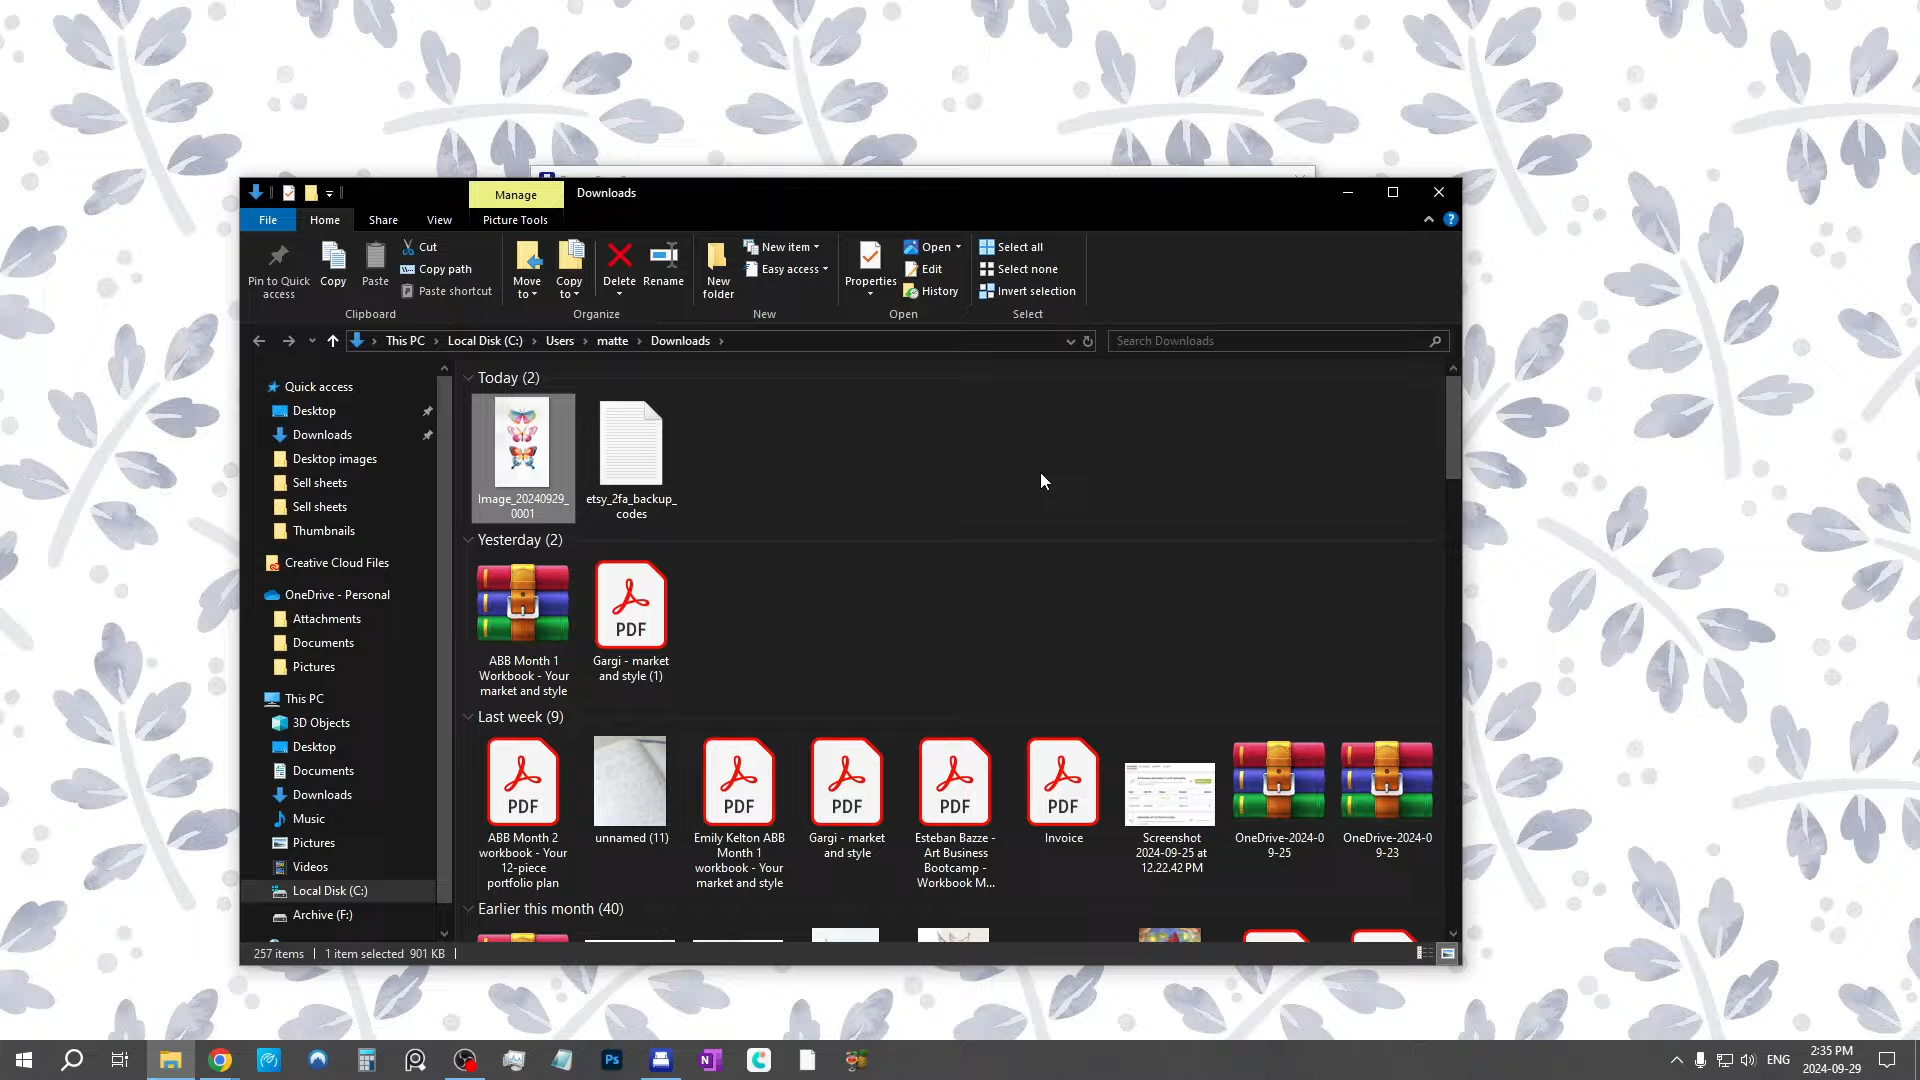 Manage
Downloads
File
Home
Share
View
Picture Tools
Pin to Quick
access
Copy
Paste
Cut
Copy path
Paste shortcut
Clipboard
Move
to
Copy
to
Delete
Rename
Organize
New
folder
New item
Easy access
New
Properties
Open
Edit
History
Open
Select all
Select none
Invert selection
Select
This PC > Local Disk (C:) > Users > matte > Downloads >
Search Downloads
Quick access
Desktop
Downloads
Desktop images
Sell sheets
Sell sheets
Thumbnails
Creative Cloud Files
OneDrive - Personal
Attachments
Documents
Pictures
This PC
3D Objects
Desktop
Documents
Downloads
Music
Pictures
Videos
Local Disk (C:)
Archive (F:)
Today (2)
Image_20240929_
0001
etsy_2fa_backup_
codes
Yesterday (2)
PDF
ABB Month 1
Workbook - Your
market and style
Gargi - market
and style (1)
Last week (9)
PDF
PDF
PDF
PDF
PDF
ABB Month 2
workbook - Your
12-piece
portfolio plan
unnamed (11)
Emily Kelton ABB
Month 1
workbook - Your
market and style
Gargi - market
and style
Esteban Bazze -
Art Business
Bootcamp -
Workbook M...
Invoice
Screenshot
2024-09-25 at
12.22.42 PM
OneDrive-2024-0
9-25
OneDrive-2024-0
9-23
Earlier this month (40)
257 items
1 item selected 901 KB
Ps
N
ENG
2:35 PM
2024-09-29